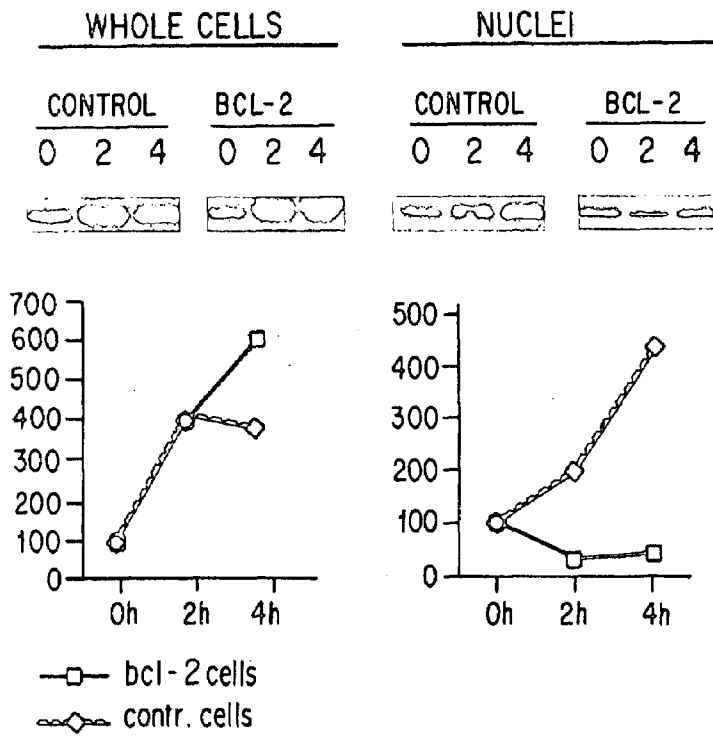 WHOLE CELLS
NUCLEI
CONTROL
BCL-2
CONTROL
BCL-2
0 2 4
0 2 4
0 2 4
0 2 4
700
600
500
400
300
200
100
0
0h 2h 4h
500
400
300
200
100
0
0h 2h 4h
bcl-2 cells
contr. cells